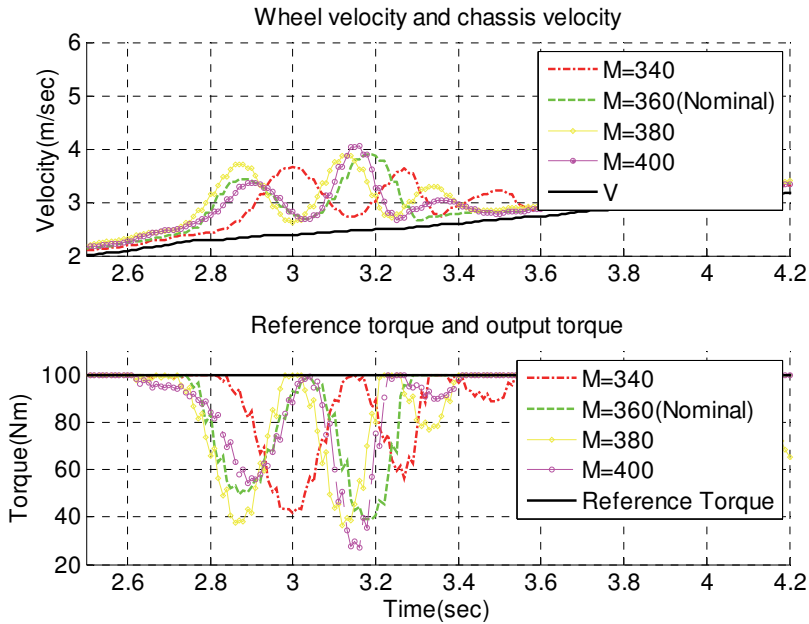 Wheel velocity and chassis velocity
Velocity(m/sec)
6
5
4
3
2
2.6 2.8 3 3.2 3.4 3.6 3.8 4 4.2
M=340
M=360(Nominal)
M=380
M=400
V
Reference torque and output torque
Torque(Nm)
100
80
60
40
20
2.6 2.8 3 3.2 3.4 3.6 3.8 4 4.2
Time(sec)
M=340
M=360(Nominal)
M=380
M=400
Reference Torque